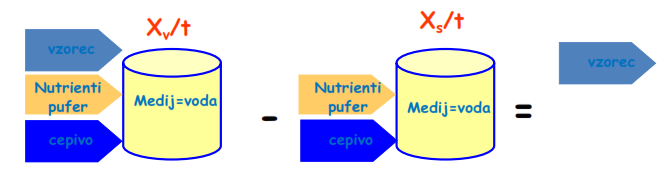 Xv/t
vzorec
Nutrienti
pufer
cepivo
Medij=voda
-
Xs/t
Nutrienti
pufer
cepivo
Medij=voda
=
vzorec